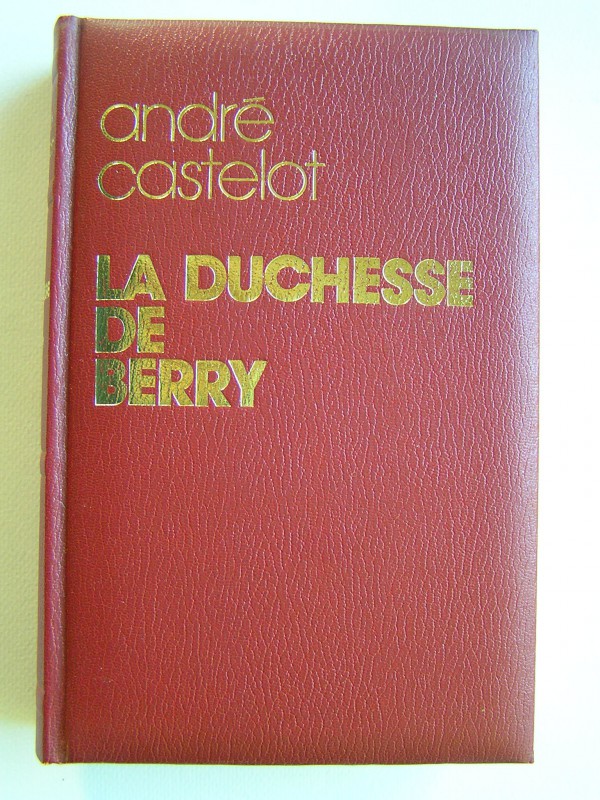 andré
castelot
LA DUCHESSE
DE
BERRY